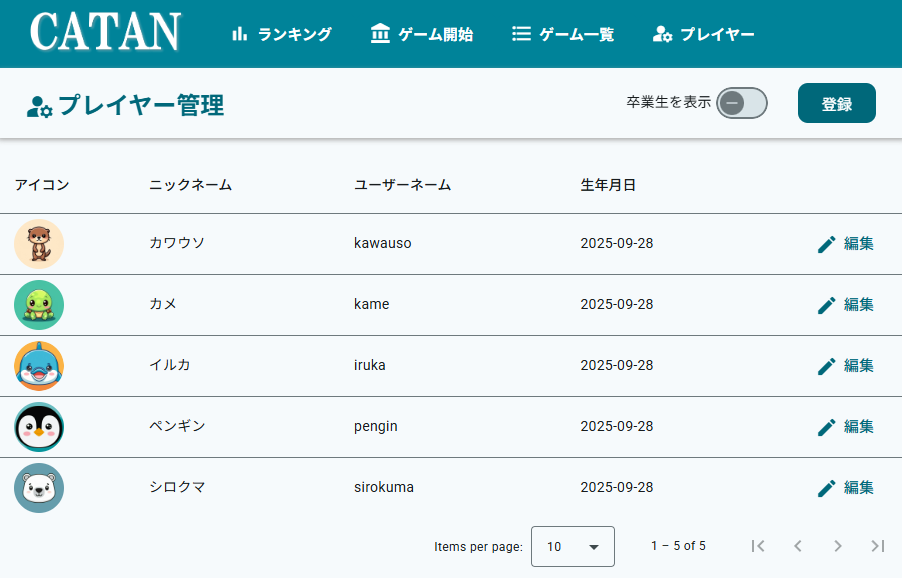 CATAN ランキング ゲーム開始 ゲーム一覧 プレイヤー
プレイヤー管理 卒業生を表示 登録
アイコン ニックネーム ユーザーネーム 生年月日
カワウソ kawauso 2025-09-28 編集
カメ kame 2025-09-28 編集
イルカ iruka 2025-09-28 編集
ペンギン pengin 2025-09-28 編集
シロクマ sirokuma 2025-09-28 編集
Items per page: 10 1 – 5 of 5